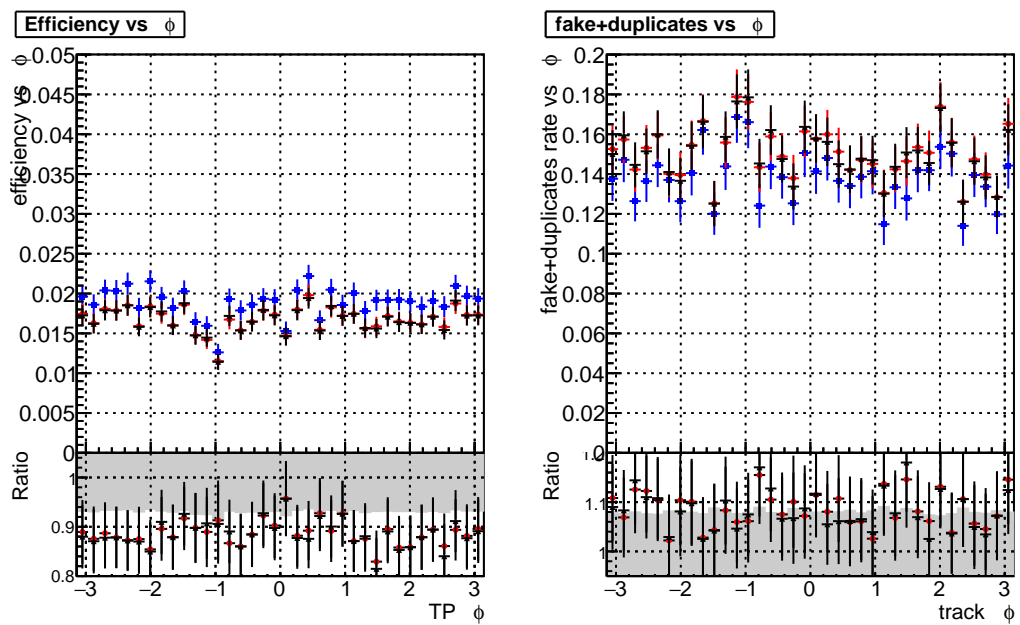 Efficiency vs φ
efficiency vs φ
0.05
0.045
0.04
0.035
0.03
0.025
0.02
0.015
0.01
0.005
0
Ratio
1
0.9
0.8
−3 −2 −1 0 1 2 3
TP φ
fake+duplicates vs φ
fake+duplicates rate vs φ
0.2
0.18
0.16
0.14
0.12
0.1
0.08
0.06
0.04
0.02
0
Ratio
1.1
1
−3 −2 −1 0 1 2 3
track φ